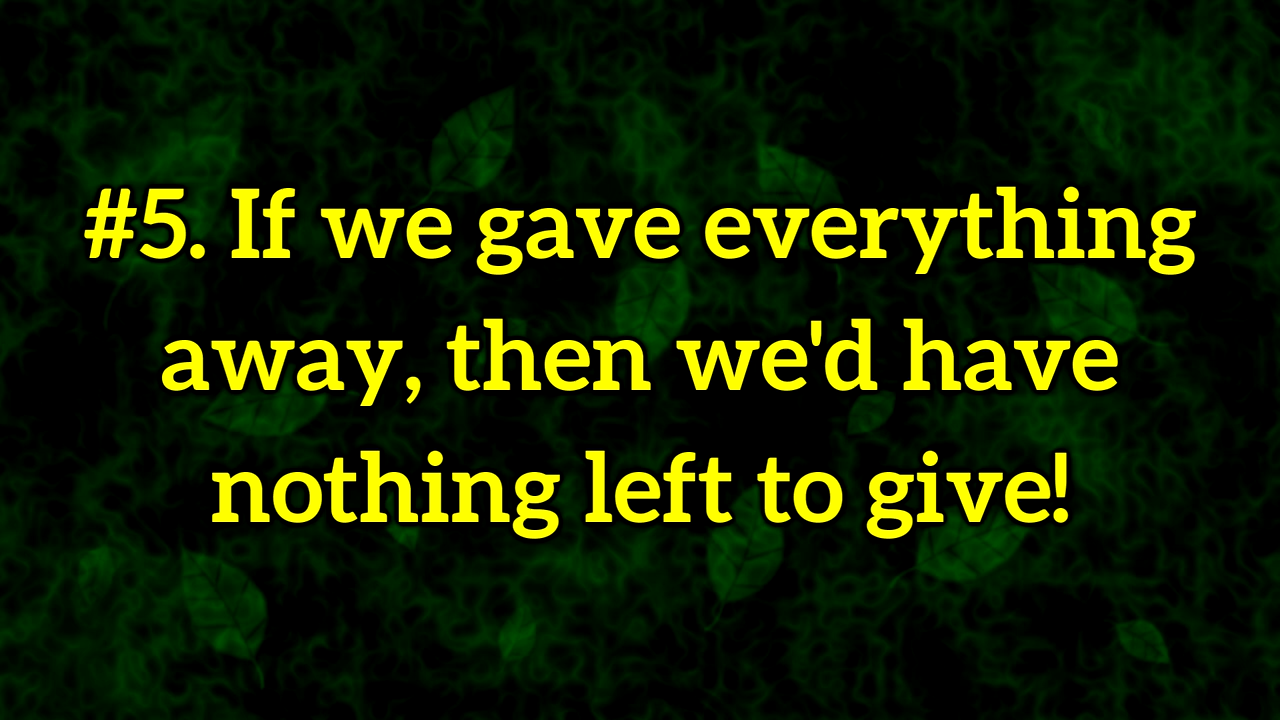 #5. If we gave everything
away, then we'd have
nothing left to give!